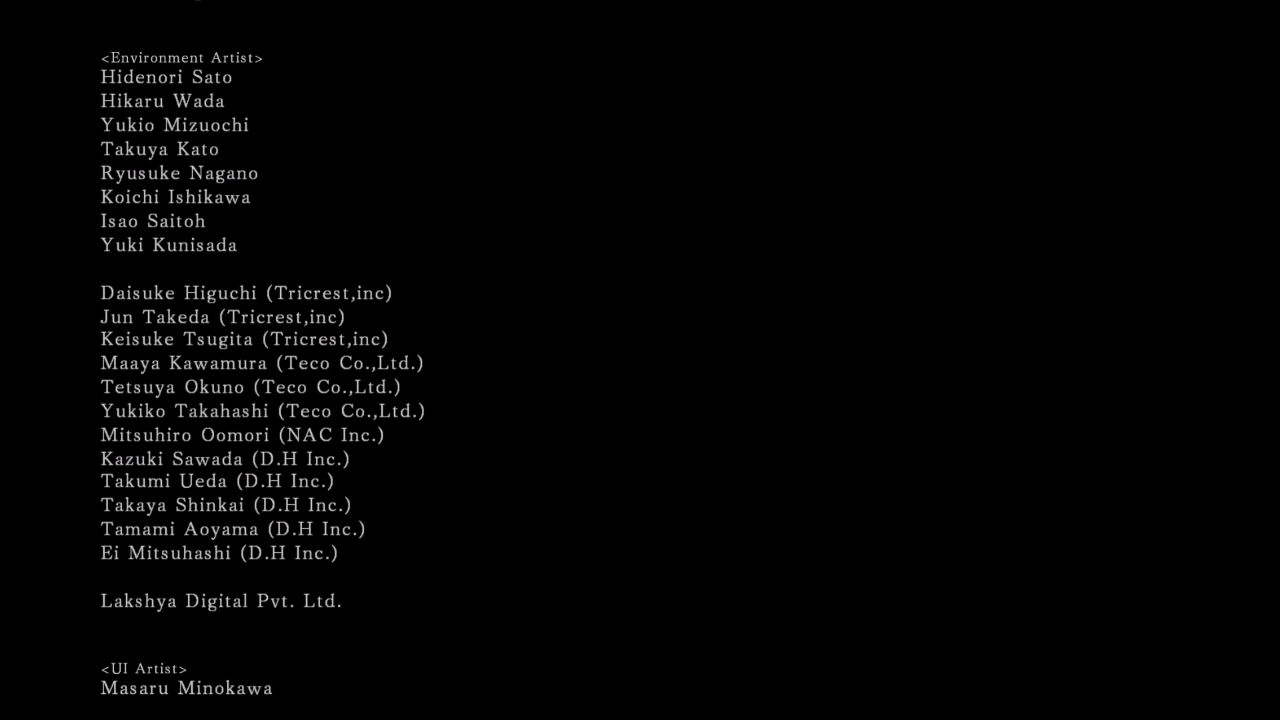 <Environment Artist>
Hidenori Sato
Hikaru Wada
Yukio Mizuochi
Takuya Kato
Ryusuke Nagano
Koichi Ishikawa
Isao Saitoh
Yuki Kunisada
Daisuke Higuchi (Tricrest,inc)
Jun Takeda (Tricrest,inc)
Keisuke Tsugita (Tricrest,inc)
Maaya Kawamura (Teco Co.,Ltd.)
Tetsuya Okuno (Teco Co.,Ltd.)
Yukiko Takahashi (Teco Co.,Ltd.)
Mitsuhiro Oomori (NAC Inc.)
Kazuki Sawada (D.H Inc.)
Takumi Ueda (D.H Inc.)
Takaya Shinkai (D.H Inc.)
Tamami Aoyama (D.H Inc.)
Ei Mitsuhashi (D.H Inc.)
Lakshya Digital Pvt. Ltd.
<UI Artist>
Masaru Minokawa